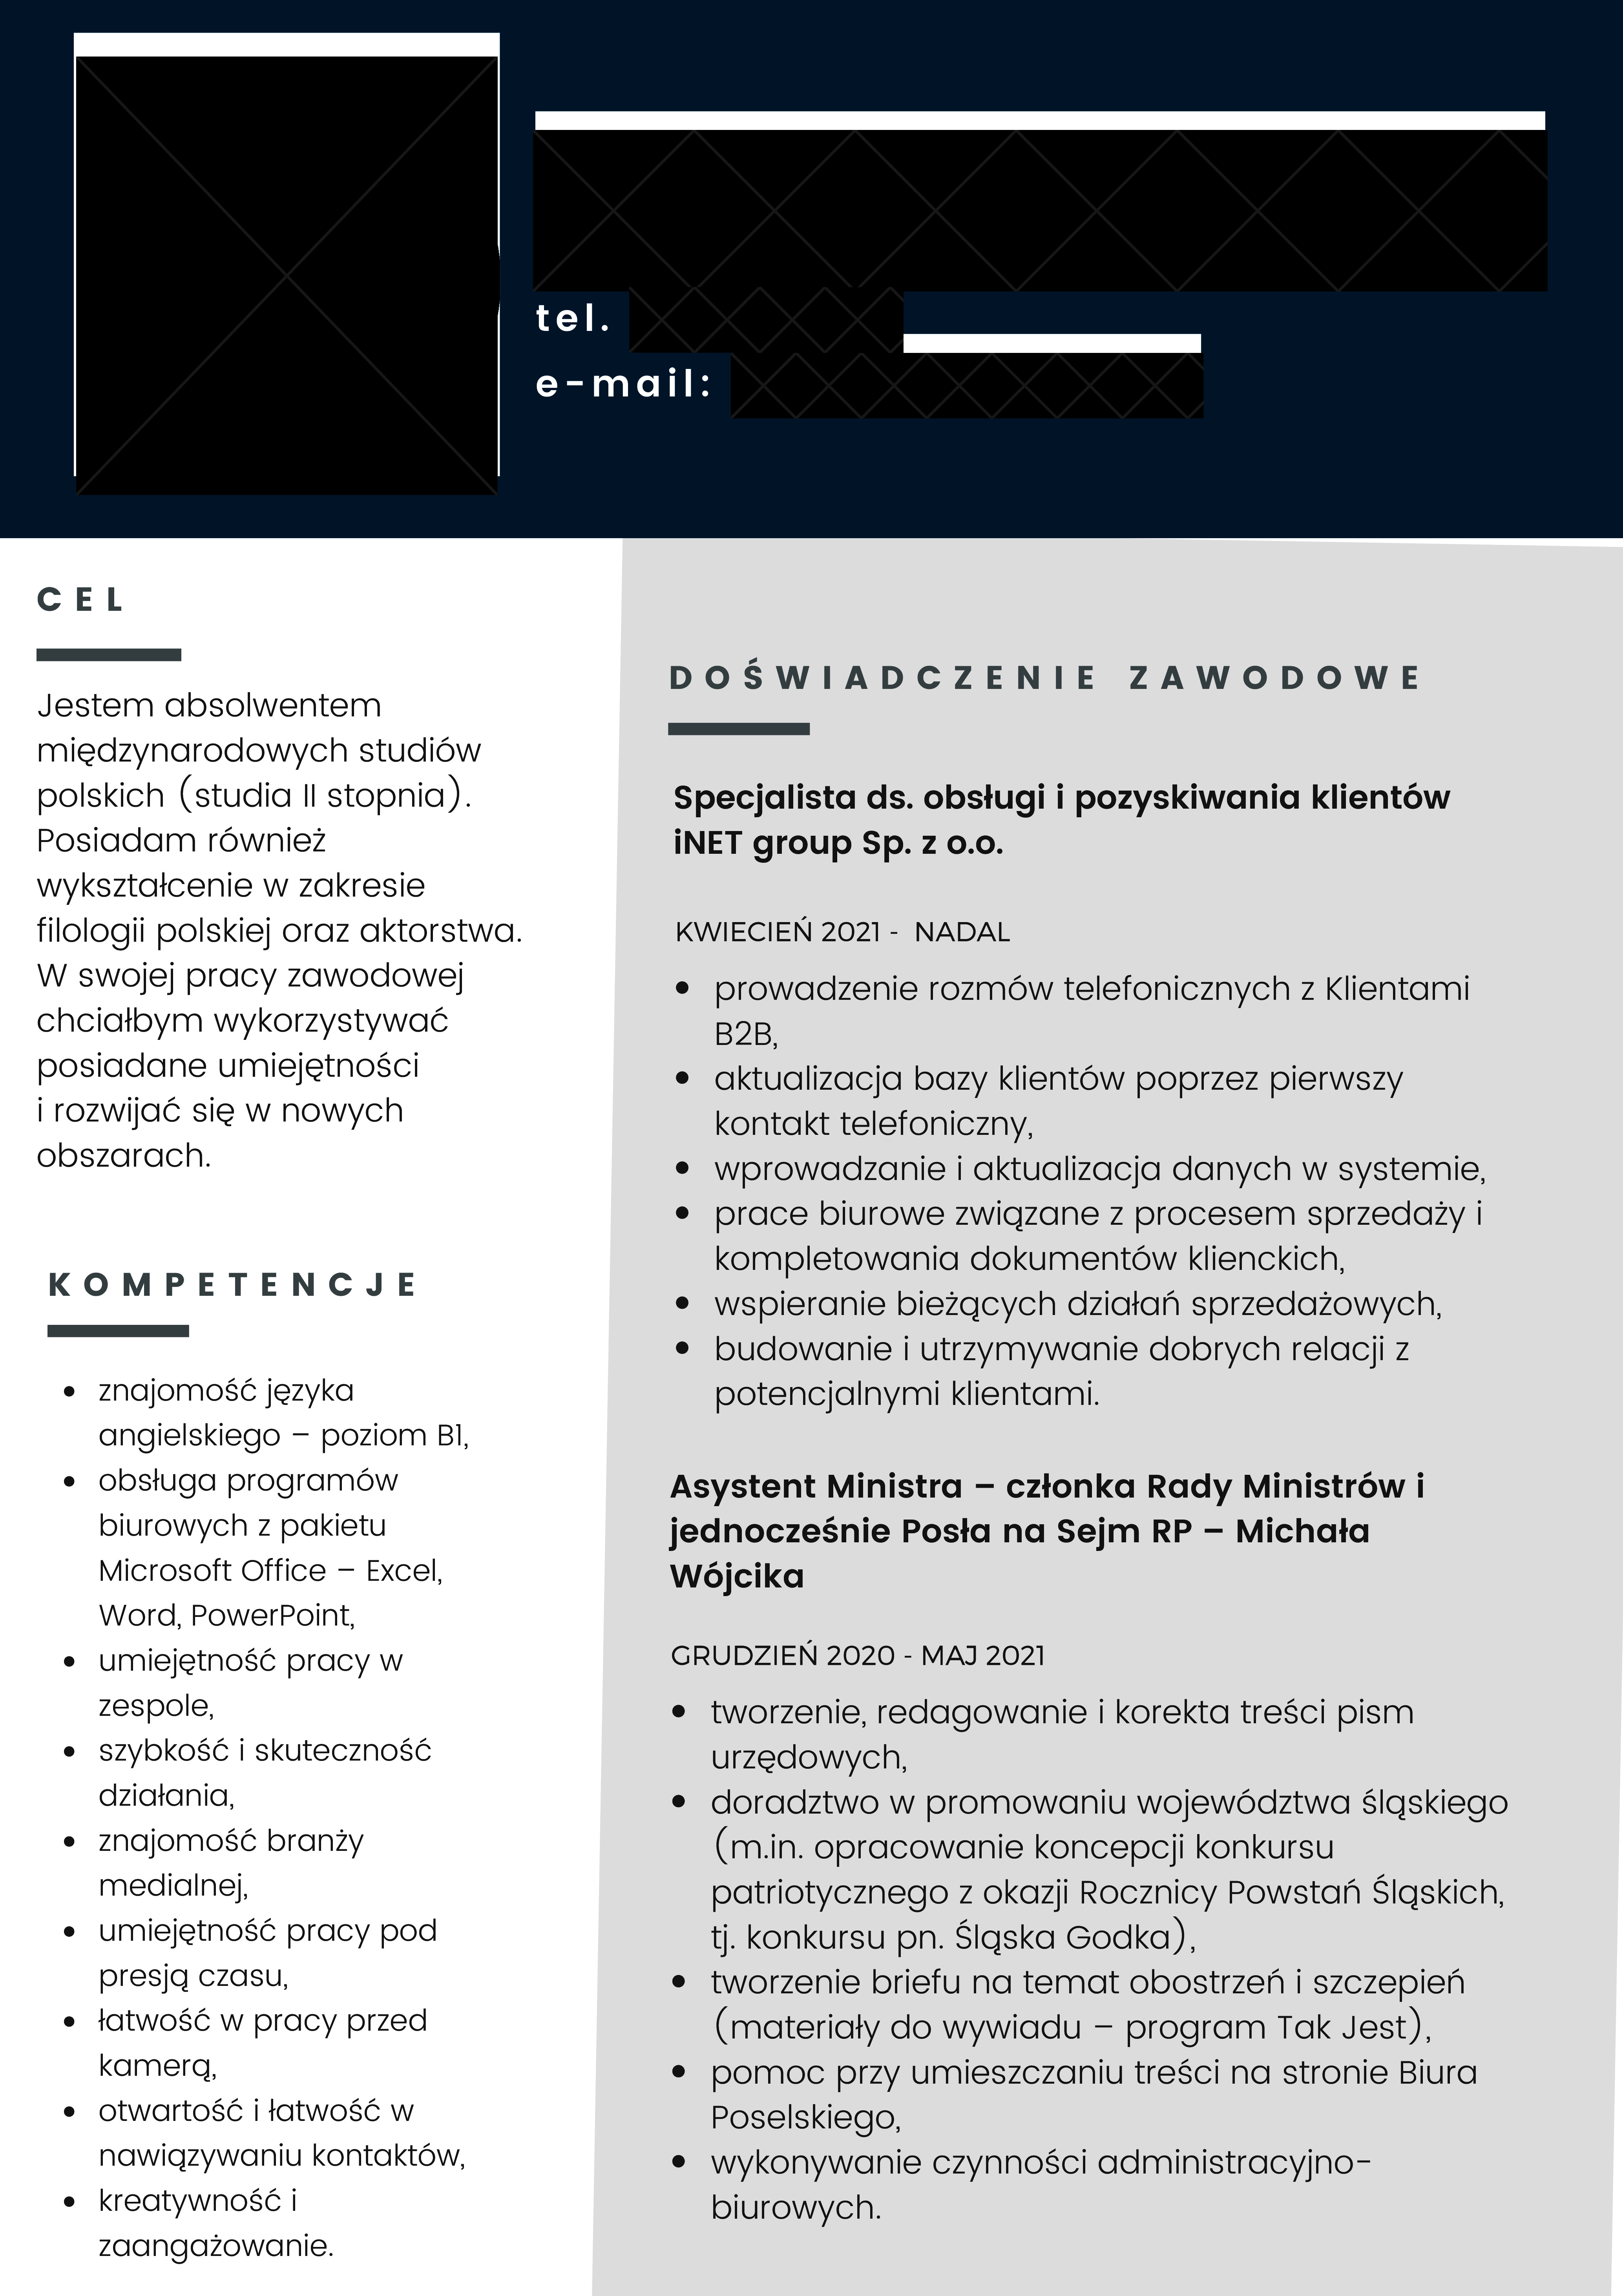 tel.
e-mail:
CEL
Jestem absolwentem
międzynarodowych studiów
polskich (studia II stopnia).
Posiadam również
wykształcenie w zakresie
filologii polskiej oraz aktorstwa.
W swojej pracy zawodowej
chciałbym wykorzystywać
posiadane umiejętności
i rozwijać się w nowych
obszarach.
KOMPETENCJE
• znajomość języka
angielskiego – poziom B1,
• obsługa programów
biurowych z pakietu
Microsoft Office – Excel,
Word, PowerPoint,
• umiejętność pracy w
zespole,
• szybkość i skuteczność
działania,
• znajomość branży
medialnej,
• umiejętność pracy pod
presją czasu,
• łatwość w pracy przed
kamerą,
• otwartość i łatwość w
nawiązywaniu kontaktów,
• kreatywność i
zaangażowanie.
DOŚWIADCZENIE ZAWODOWE
Specjalista ds. obsługi i pozyskiwania klientów
iNET group Sp. z o.o.
KWIECIEŃ 2021 - NADAL
• prowadzenie rozmów telefonicznych z Klientami
B2B,
• aktualizacja bazy klientów poprzez pierwszy
kontakt telefoniczny,
• wprowadzanie i aktualizacja danych w systemie,
• prace biurowe związane z procesem sprzedaży i
kompletowania dokumentów klienckich,
• wspieranie bieżących działań sprzedażowych,
• budowanie i utrzymywanie dobrych relacji z
potencjalnymi klientami.
Asystent Ministra – członka Rady Ministrów i
jednocześnie Posła na Sejm RP – Michała
Wójcika
GRUDZIEŃ 2020 - MAJ 2021
• tworzenie, redagowanie i korekta treści pism
urzędowych,
• doradztwo w promowaniu województwa śląskiego
(m.in. opracowanie koncepcji konkursu
patriotycznego z okazji Rocznicy Powstań Śląskich,
tj. konkursu pn. Śląska Godka),
• tworzenie briefu na temat obostrzeń i szczepień
(materiały do wywiadu – program Tak Jest),
• pomoc przy umieszczaniu treści na stronie Biura
Poselskiego,
• wykonywanie czynności administracyjno-
biurowych.